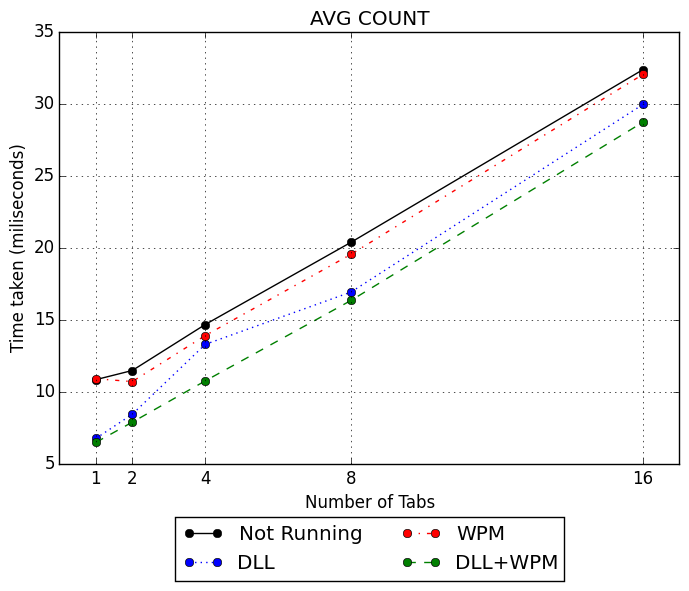 AVG COUNT
35
30
25
20
15
10
5
Time taken (miliseconds)
1 2 4 8 16
Number of Tabs
Not Running WPM
DLL DLL+WPM